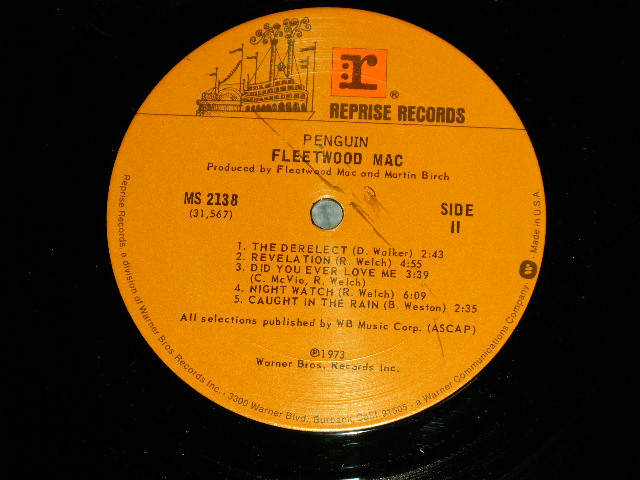 r
®
REPRISE RECORDS
PENGUIN
FLEETWOOD MAC
Produced by Fleetwood Mac and Martin Birch
MS 2138
(31,567)
SIDE
II
1. THE DERELECT (D. Walker) 2:43
2. REVELATION (R. Welch) 4:55
3. DID YOU EVER LOVE ME 3:39
(C. McVie, R. Welch)
4. NIGHT WATCH (R. Welch) 6:09
5. CAUGHT IN THE RAIN (B. Weston) 2:35
All selections published by WB Music Corp. (ASCAP)
℗1973
Warner Bros. Records Inc.
Reprise Records, a division of Warner Bros. Records Inc. • 3300 Warner Blvd., Burbank, Calif. 91505 • a Warner Communications Company • W Made in U.S.A.